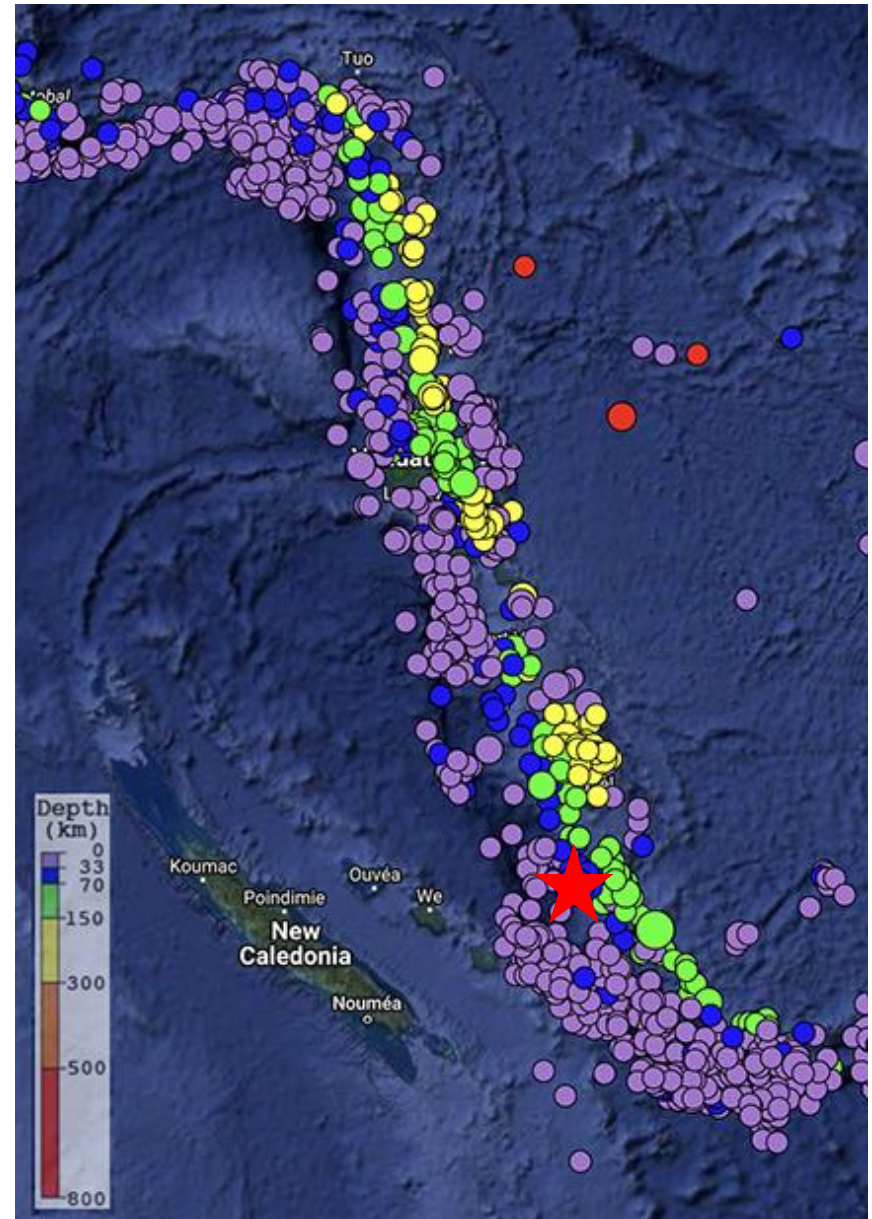 Tuo
Depth
(km)
0
33
70
150
300
500
800
Koumac
Poindimie
New
Caledonia
Nouméa
Ouvéa
We